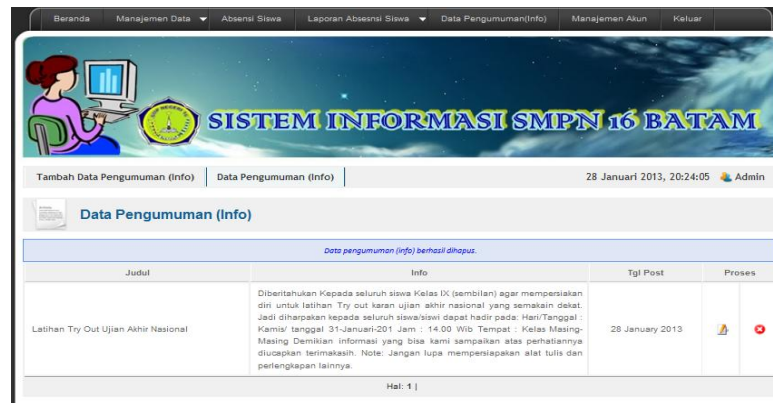 Beranda Manajemen Data Absensi Siswa Laporan Absesnsi Siswa Data Pengumuman(Info) Manajemen Akun Keluar
SISTEM INFORMASI SMPN 16 BATAM
Tambah Data Pengumuman (Info) Data Pengumuman (Info) 28 Januari 2013, 20:24:05 Admin
Data Pengumuman (Info)
Data pengumuman (info) berhasil dihapus.
Judul Info Tgl Post Proses
Diberitahukan Kepada seluruh siswa Kelas IX (sembilan) agar mempersiakan
diri untuk latihan Try out karan ujian akhir nasional yang semakain dekat.
Jadi diharpakan kepada seluruh siswa/siswi dapat hadir pada: Hari/Tanggal :
Latihan Try Out Ujian Akhir Nasional Kamis/ tanggal 31-Januari-201 Jam : 14.00 Wib Tempat : Kelas Masing- 28 January 2013
Masing Demikian informasi yang bisa kami sampaikan atas perhatiannya
diucapkan terimakasih. Note: Jangan lupa mempersiapakan alat tulis dan
perlengkapan lainnya.
Hal: 1 |